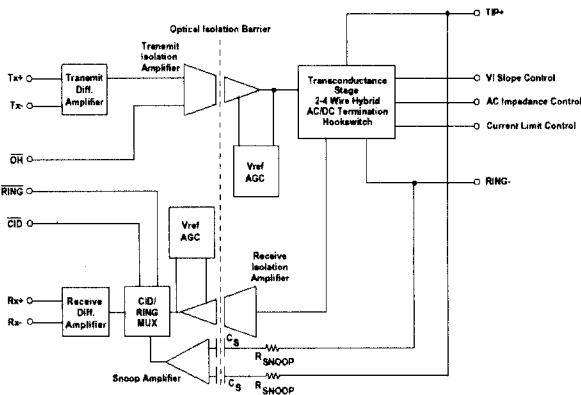 Optical Isolation Barrier
TIP+
Transmit
Isolation
Amplifier
Tx+
Tx-
Transmit
Diff.
Amplifier
Transconductance
Stage
2-4 Wire Hybrid
AC/DC Termination
Hookswitch
VI Slope Control
AC Impedance Control
Current Limit Control
OH
Vref
AGC
RING
RING-
CID
Vref
AGC
Receive
Isolation
Amplifier
Rx+
Rx-
Receive
Diff.
Amplifier
CID/
RING
MUX
CS
RSNOOP
Snoop Amplifier
CS
RSNOOP